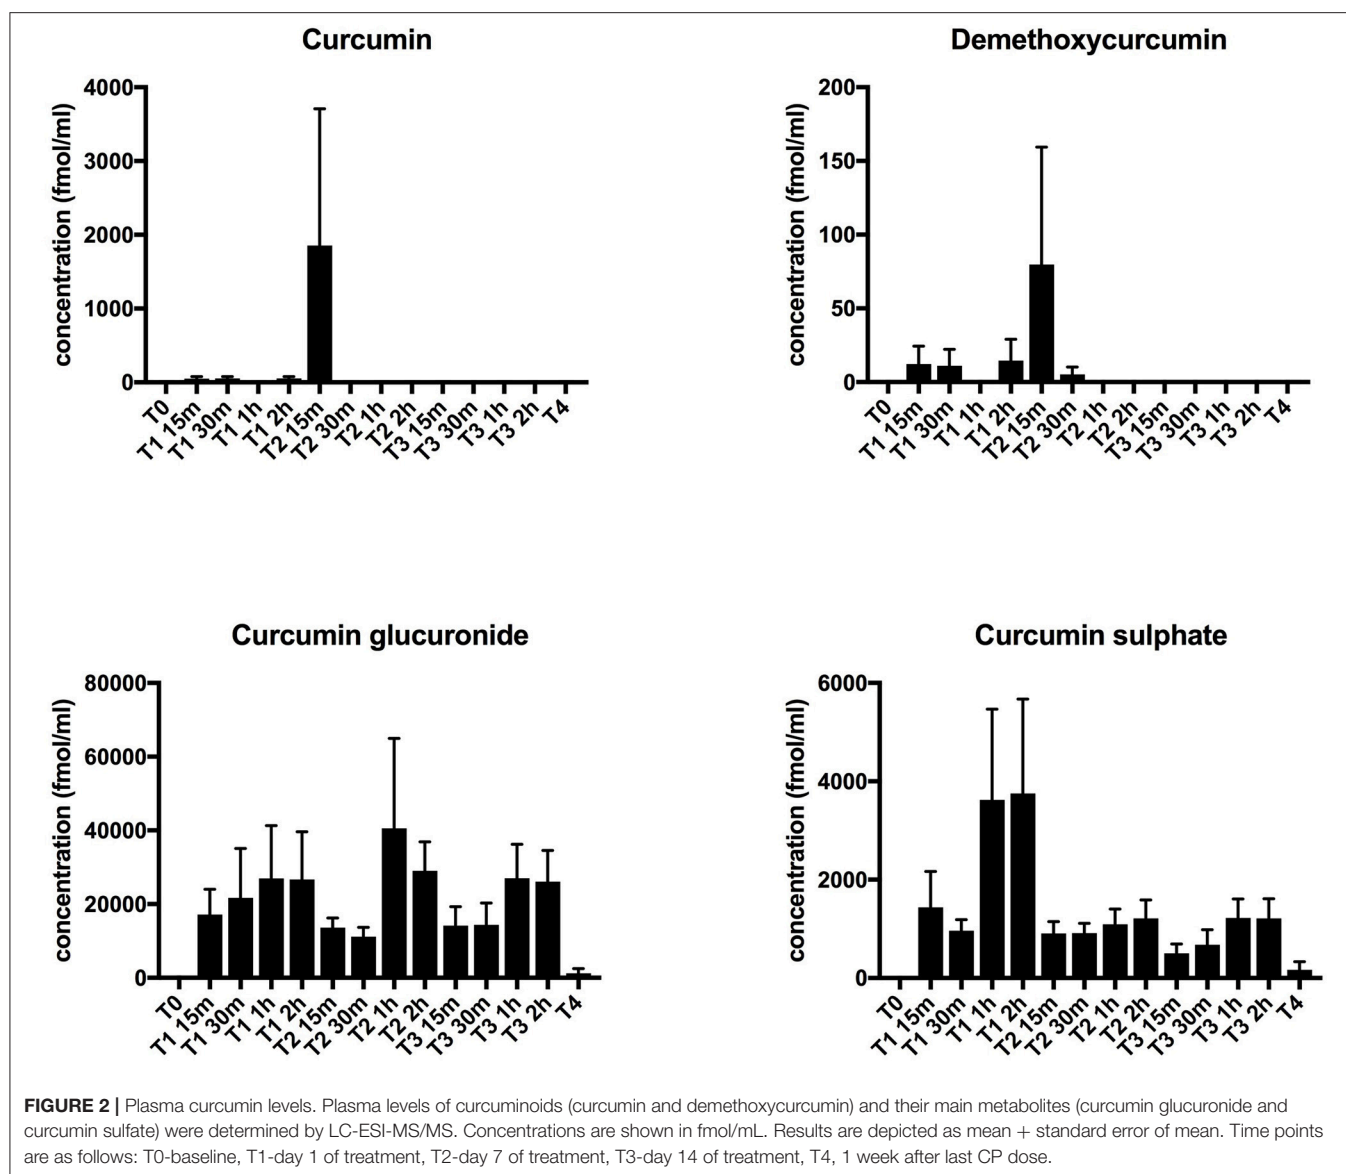 Curcumin
4000
3000
2000
1000
0
concentration (fmol/ml)
T0
T1 15m
T1 30m
T1 1h
T1 2h
T2 15m
T2 30m
T2 1h
T2 2h
T3 15m
T3 30m
T3 1h
T3 2h
T4
Demethoxycurcumin
200
150
100
50
0
concentration (fmol/ml)
T0
T1 15m
T1 30m
T1 1h
T1 2h
T2 15m
T2 30m
T2 1h
T2 2h
T3 15m
T3 30m
T3 1h
T3 2h
T4
Curcumin glucuronide
80000
60000
40000
20000
0
concentration (fmol/ml)
T0
T1 15m
T1 30m
T1 1h
T1 2h
T2 15m
T2 30m
T2 1h
T2 2h
T3 15m
T3 30m
T3 1h
T3 2h
T4
Curcumin sulphate
6000
4000
2000
0
concentration (fmol/ml)
T0
T1 15m
T1 30m
T1 1h
T1 2h
T2 15m
T2 30m
T2 1h
T2 2h
T3 15m
T3 30m
T3 1h
T3 2h
T4
FIGURE 2 | Plasma curcumin levels. Plasma levels of curcuminoids (curcumin and demethoxycurcumin) and their main metabolites (curcumin glucuronide and
curcumin sulfate) were determined by LC-ESI-MS/MS. Concentrations are shown in fmol/mL. Results are depicted as mean + standard error of mean. Time points
are as follows: T0-baseline, T1-day 1 of treatment, T2-day 7 of treatment, T3-day 14 of treatment, T4, 1 week after last CP dose.